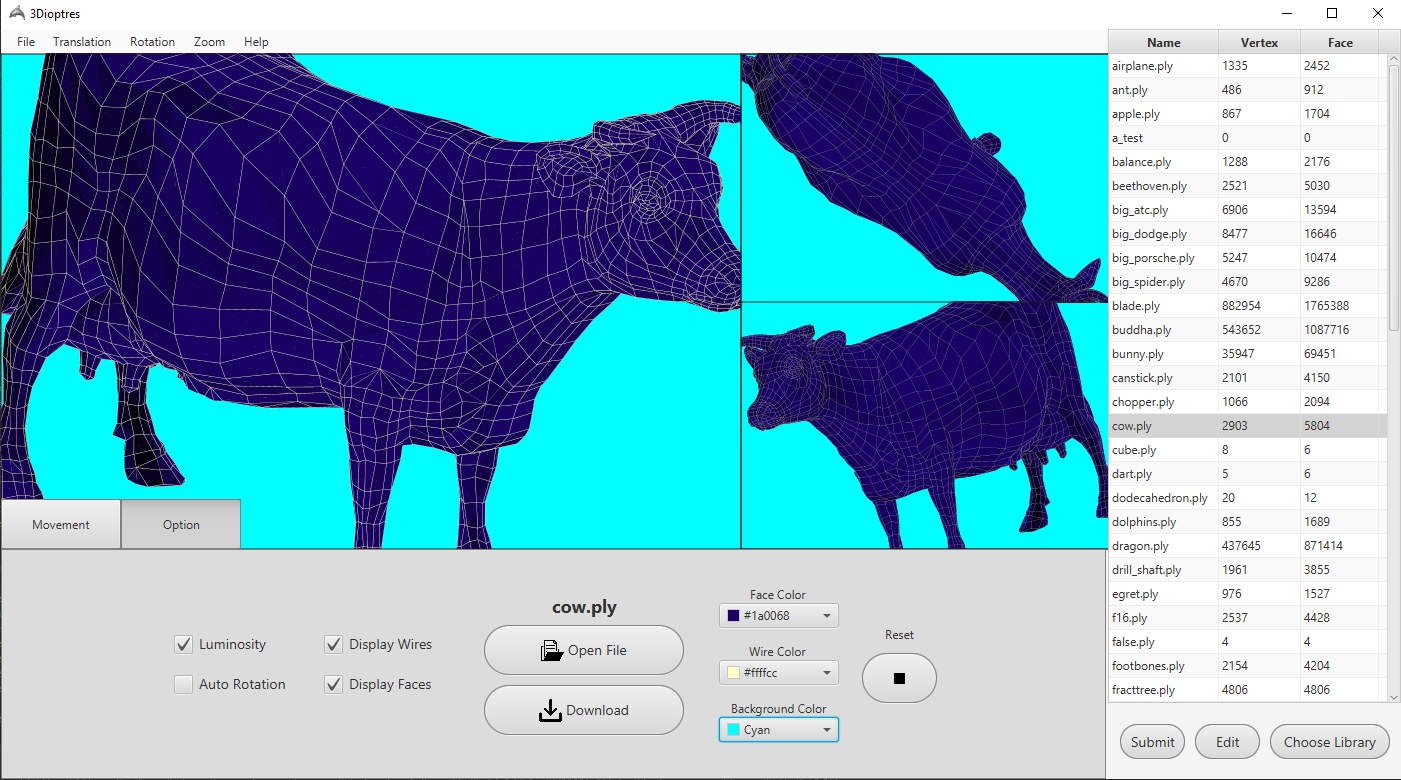 3Dioptres
File Translation Rotation Zoom Help
Name Vertex Face
airplane.ply 1335 2452
ant.ply 486 912
apple.ply 867 1704
a_test 0 0
balance.ply 1288 2176
beethoven.ply 2521 5030
big_atc.ply 6906 13594
big_dodge.ply 8477 16646
big_porsche.ply 5247 10474
big_spider.ply 4670 9286
blade.ply 882954 1765388
buddha.ply 543652 1087716
bunny.ply 35947 69451
canstick.ply 2101 4150
chopper.ply 1066 2094
cow.ply 2903 5804
cube.ply 8 6
dart.ply 5 6
dodecahedron.ply 20 12
dolphins.ply 855 1689
dragon.ply 437645 871414
drill_shaft.ply 1961 3855
egret.ply 976 1527
f16.ply 2537 4428
false.ply 4 4
footbones.ply 2154 4204
fracttree.ply 4806 4806
Submit Edit Choose Library
Movement Option
Luminosity Display Wires
Auto Rotation Display Faces
cow.ply
Open File
Download
Face Color
#1a0068
Wire Color
#ffffcc
Background Color
Cyan
Reset